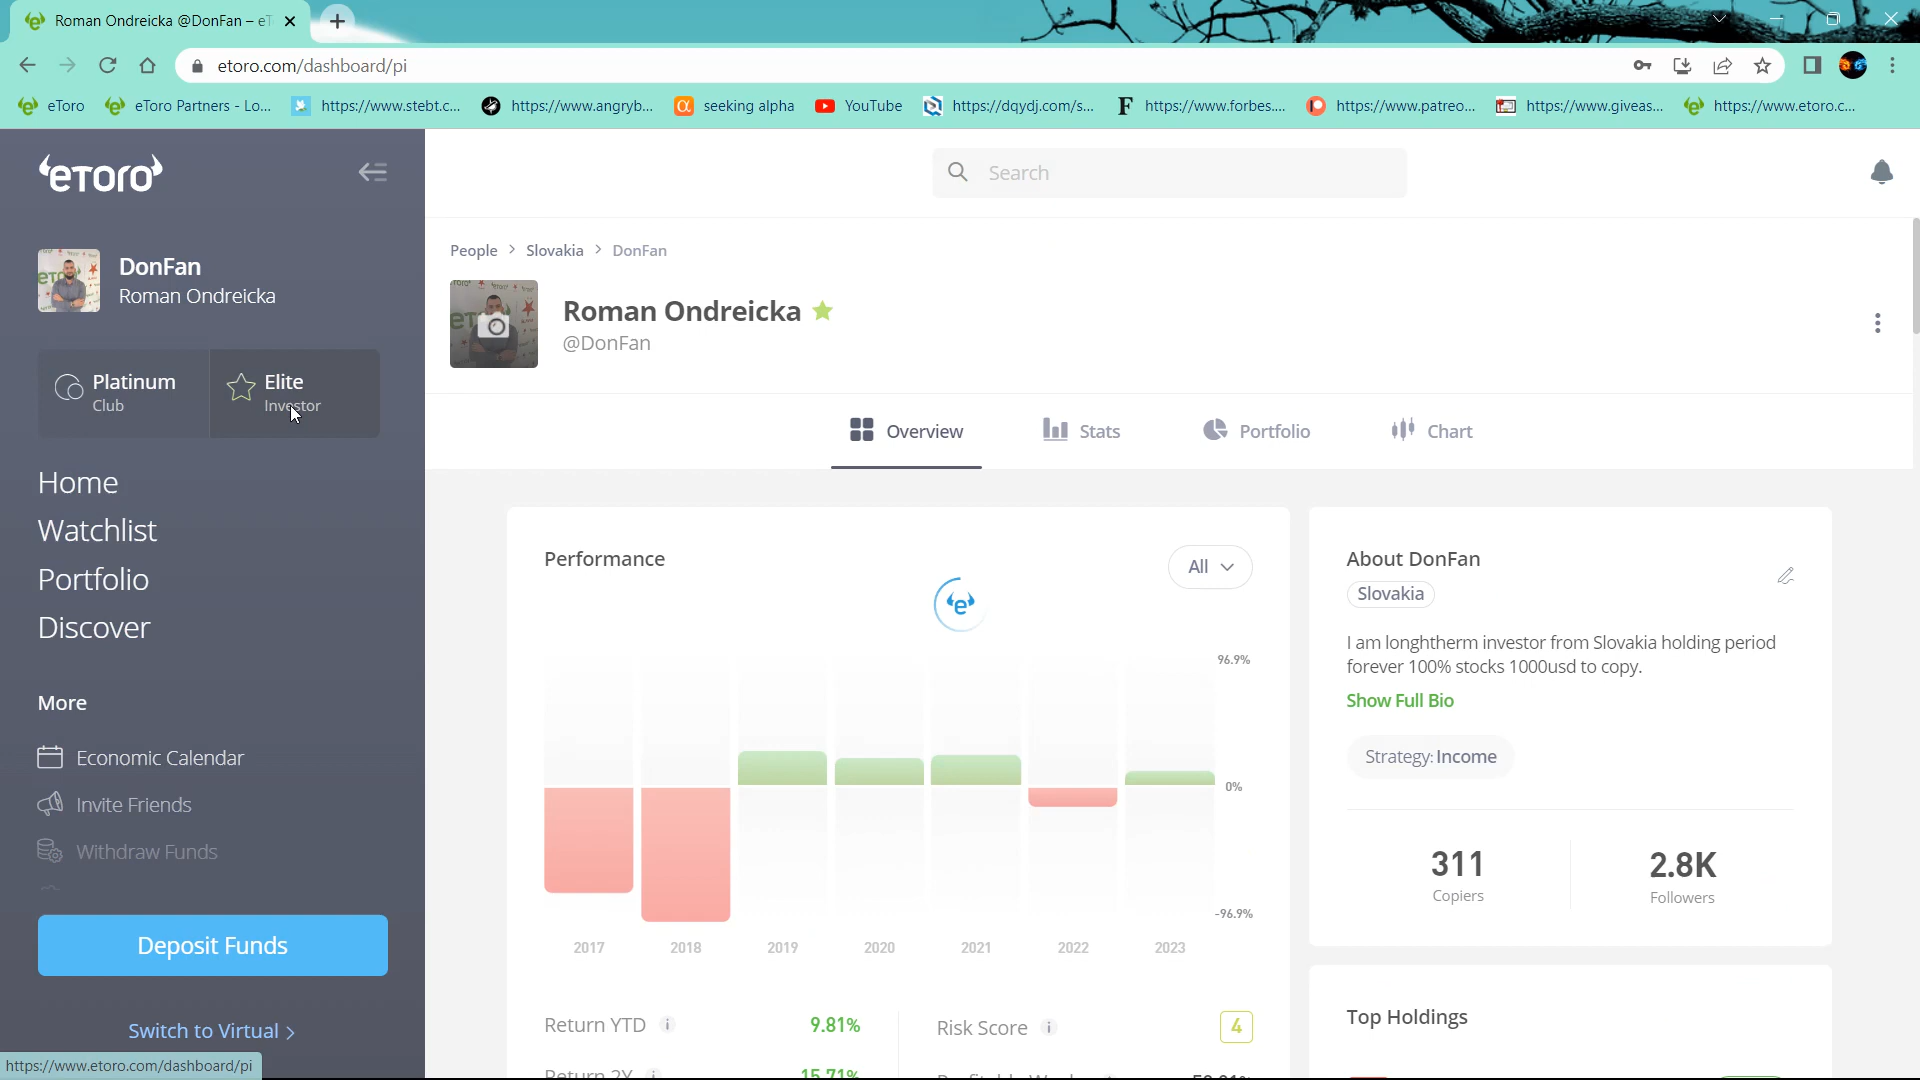 Roman Ondreicka @DonFan – eT
etoro.com/dashboard/pi
eToro
eToro Partners - Lo...
https://www.stebt.c...
https://www.angryb...
seeking alpha
YouTube
https://dqydj.com/s...
https://www.forbes....
https://www.patreo...
https://www.giveas...
https://www.etoro.c...
eToro
Search
DonFan
Roman Ondreicka
People > Slovakia > DonFan
Roman Ondreicka
@DonFan
Platinum
Club
Elite
Investor
Overview
Stats
Portfolio
Chart
Home
Watchlist
Portfolio
Discover
More
Economic Calendar
Invite Friends
Withdraw Funds
Deposit Funds
Switch to Virtual >
https://www.etoro.com/dashboard/pi
Performance
All
96.9%
0%
-96.9%
2017 2018 2019 2020 2021 2022 2023
Return YTD 9.81%
Risk Score 4
Return 2Y 15.71%
About DonFan
Slovakia
I am longhtherm investor from Slovakia holding period
forever 100% stocks 1000usd to copy.
Show Full Bio
Strategy: Income
311
Copiers
2.8K
Followers
Top Holdings